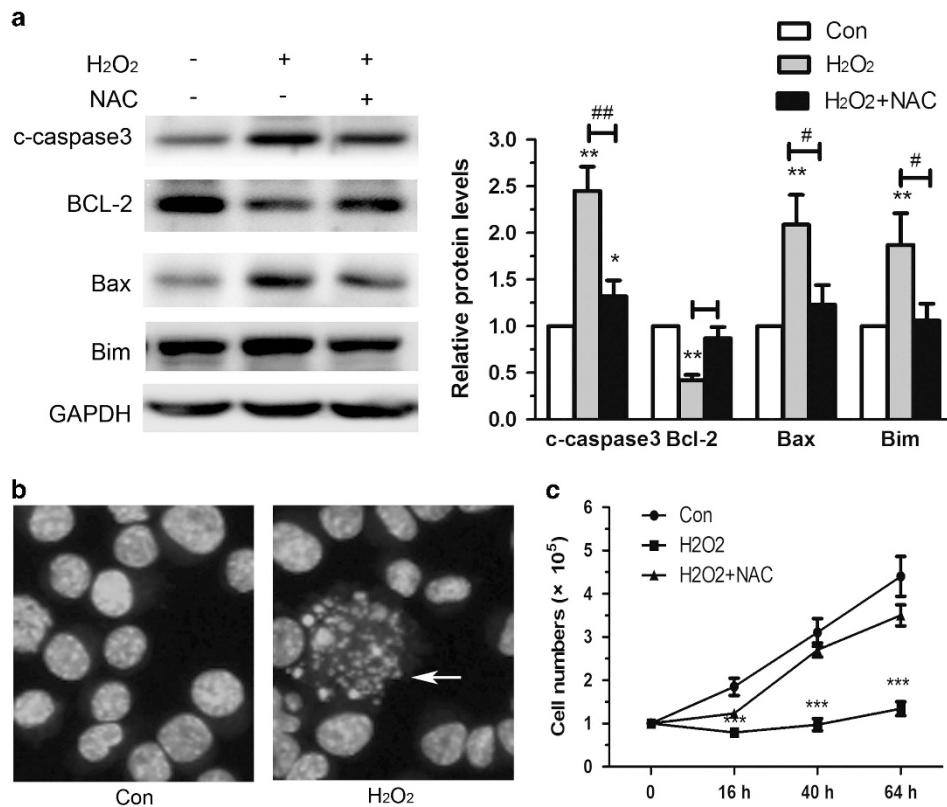 a
H₂O₂ - + +
NAC - - +
c-caspase3
BCL-2
Bax
Bim
GAPDH
Con
H₂O₂
H₂O₂+NAC
Relative protein levels
3.0
2.5
2.0
1.5
1.0
0.5
0.0
## # #
** ** **
*
**
c-caspase3 Bcl-2 Bax Bim
b
Con
H₂O₂
c
Cell numbers (× 10⁵)
6
5
4
3
2
1
0
Con
H2O2
H2O2+NAC
*** *** ***
0 16 h 40 h 64 h